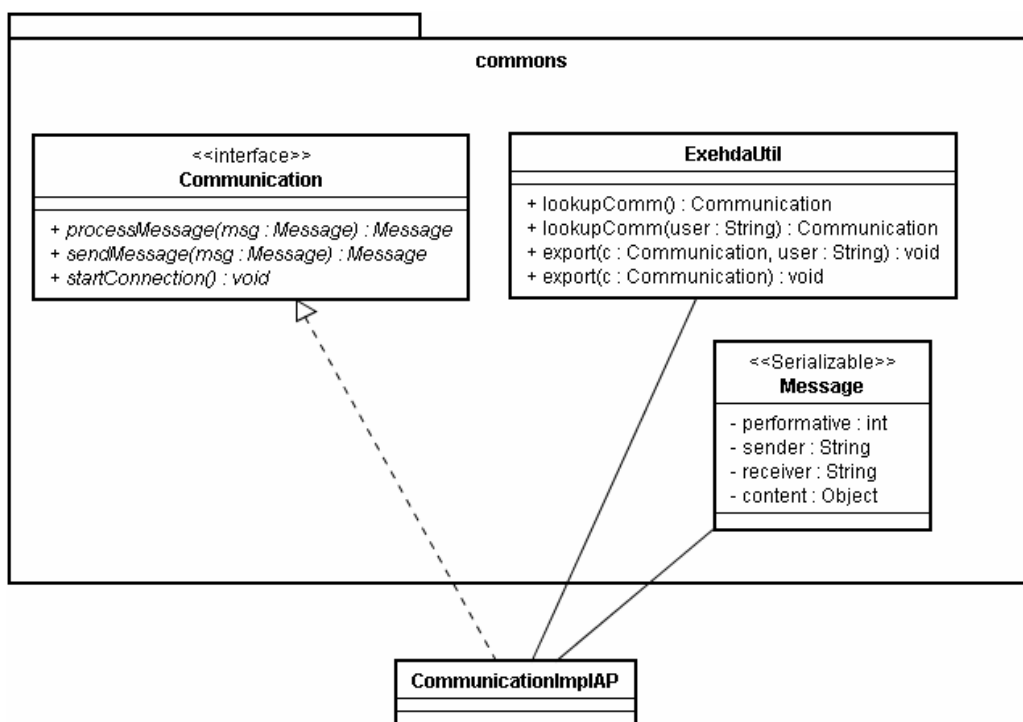 commons
<<interface>>
Communication
+ processMessage(msg : Message) : Message
+ sendMessage(msg : Message) : Message
+ startConnection() : void
ExehdaUtil
+ lookupComm() : Communication
+ lookupComm(user : String) : Communication
+ export(c : Communication, user : String) : void
+ export(c : Communication) : void
<<Serializable>>
Message
- performative : int
- sender : String
- receiver : String
- content : Object
CommunicationImplAP